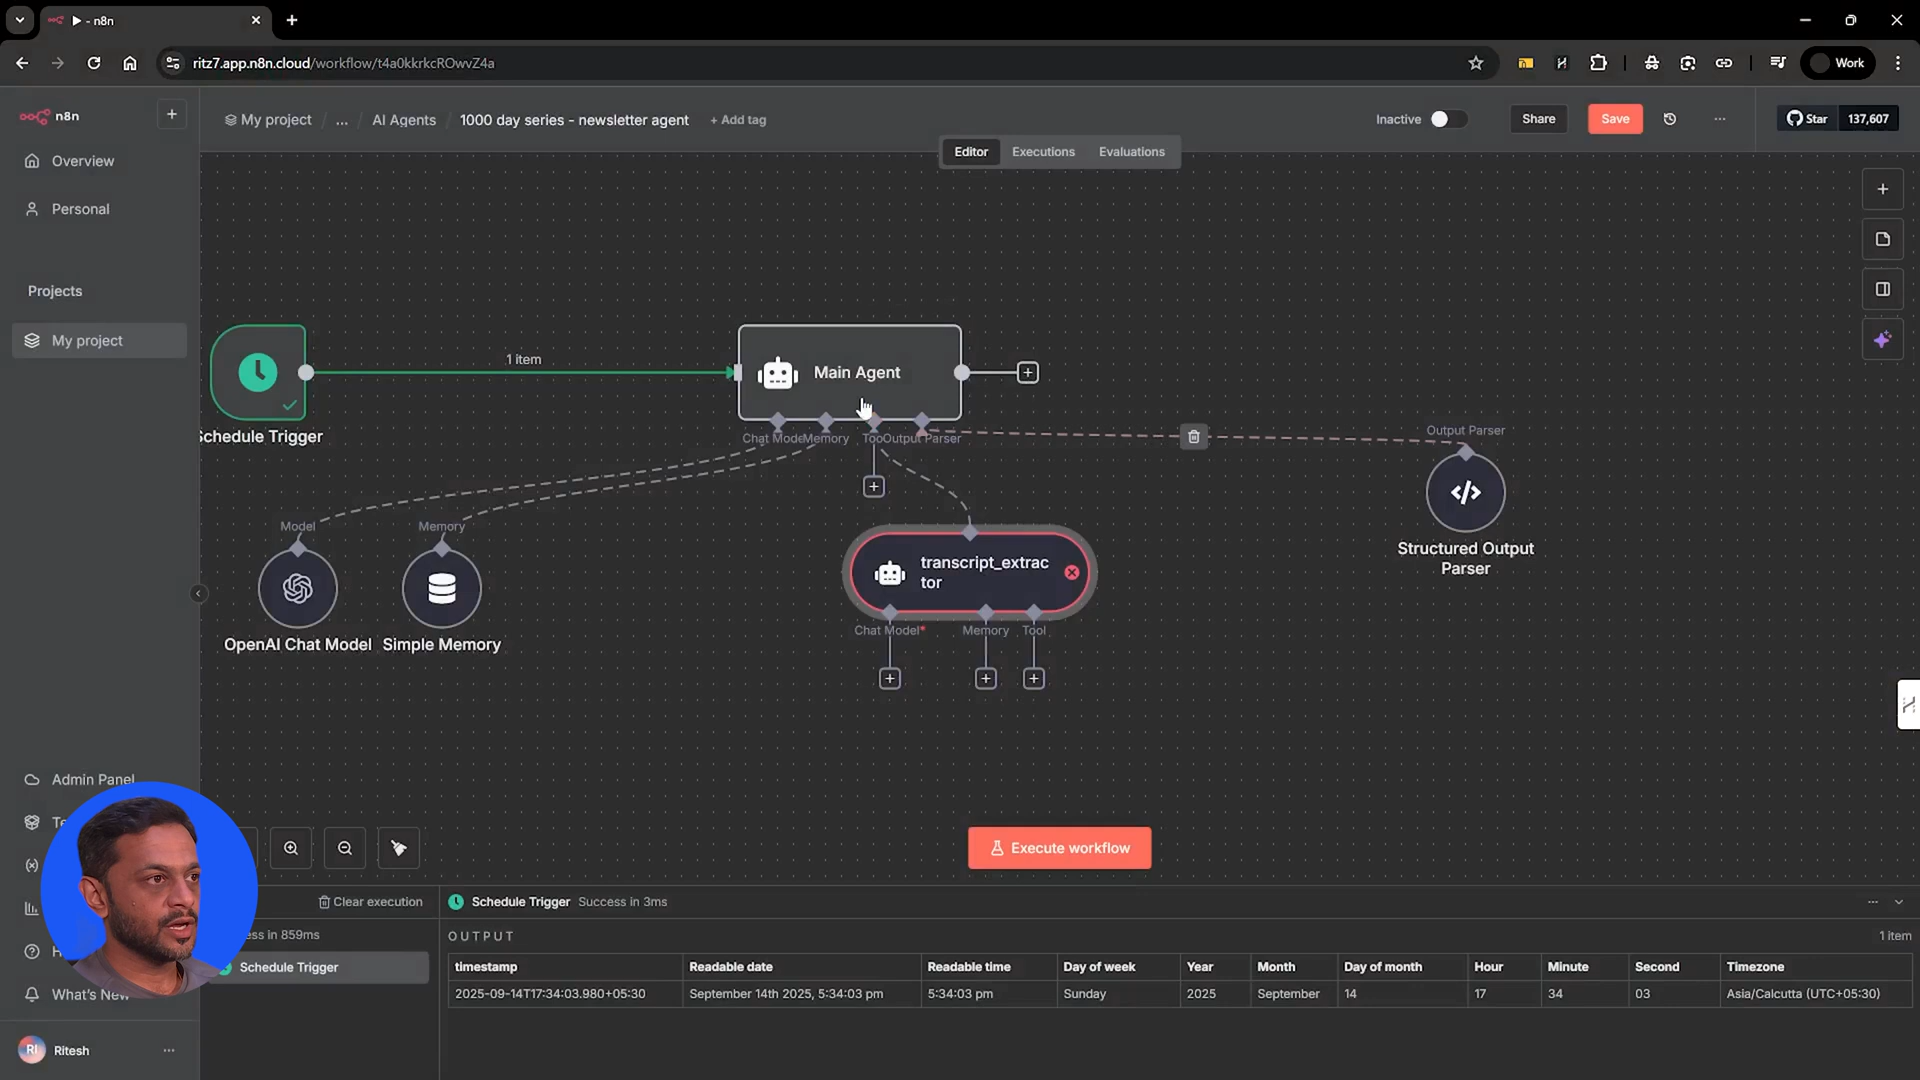 - n8n
ritz7.app.n8n.cloud/workflow/t4a0kkrkcROwvZ4a
Work
n8n
My project / ... AI Agents / 1000 day series - newsletter agent + Add tag
Inactive
Share
Save
...
Star 137,607
Editor Executions Evaluations
Overview
Personal
Projects
My project
1 item
Main Agent
Schedule Trigger
Chat Mode Memory Too Output Parser
Output Parser
Model
Memory
Structured Output
Parser
transcript_extrac
tor
OpenAI Chat Model
Simple Memory
Chat Model*
Memory
Tool
Admin Panel
Te
Execute workflow
Clear execution
Schedule Trigger Success in 3ms
ess in 859ms
OUTPUT
1 item
Schedule Trigger
timestamp Readable date Readable time Day of week Year Month Day of month Hour Minute Second Timezone
2025-09-14T17:34:03.980+05:30 September 14th 2025, 5:34:03 pm 5:34:03 pm Sunday 2025 September 14 17 34 03 Asia/Calcutta (UTC+05:30)
What's New
RI Ritesh